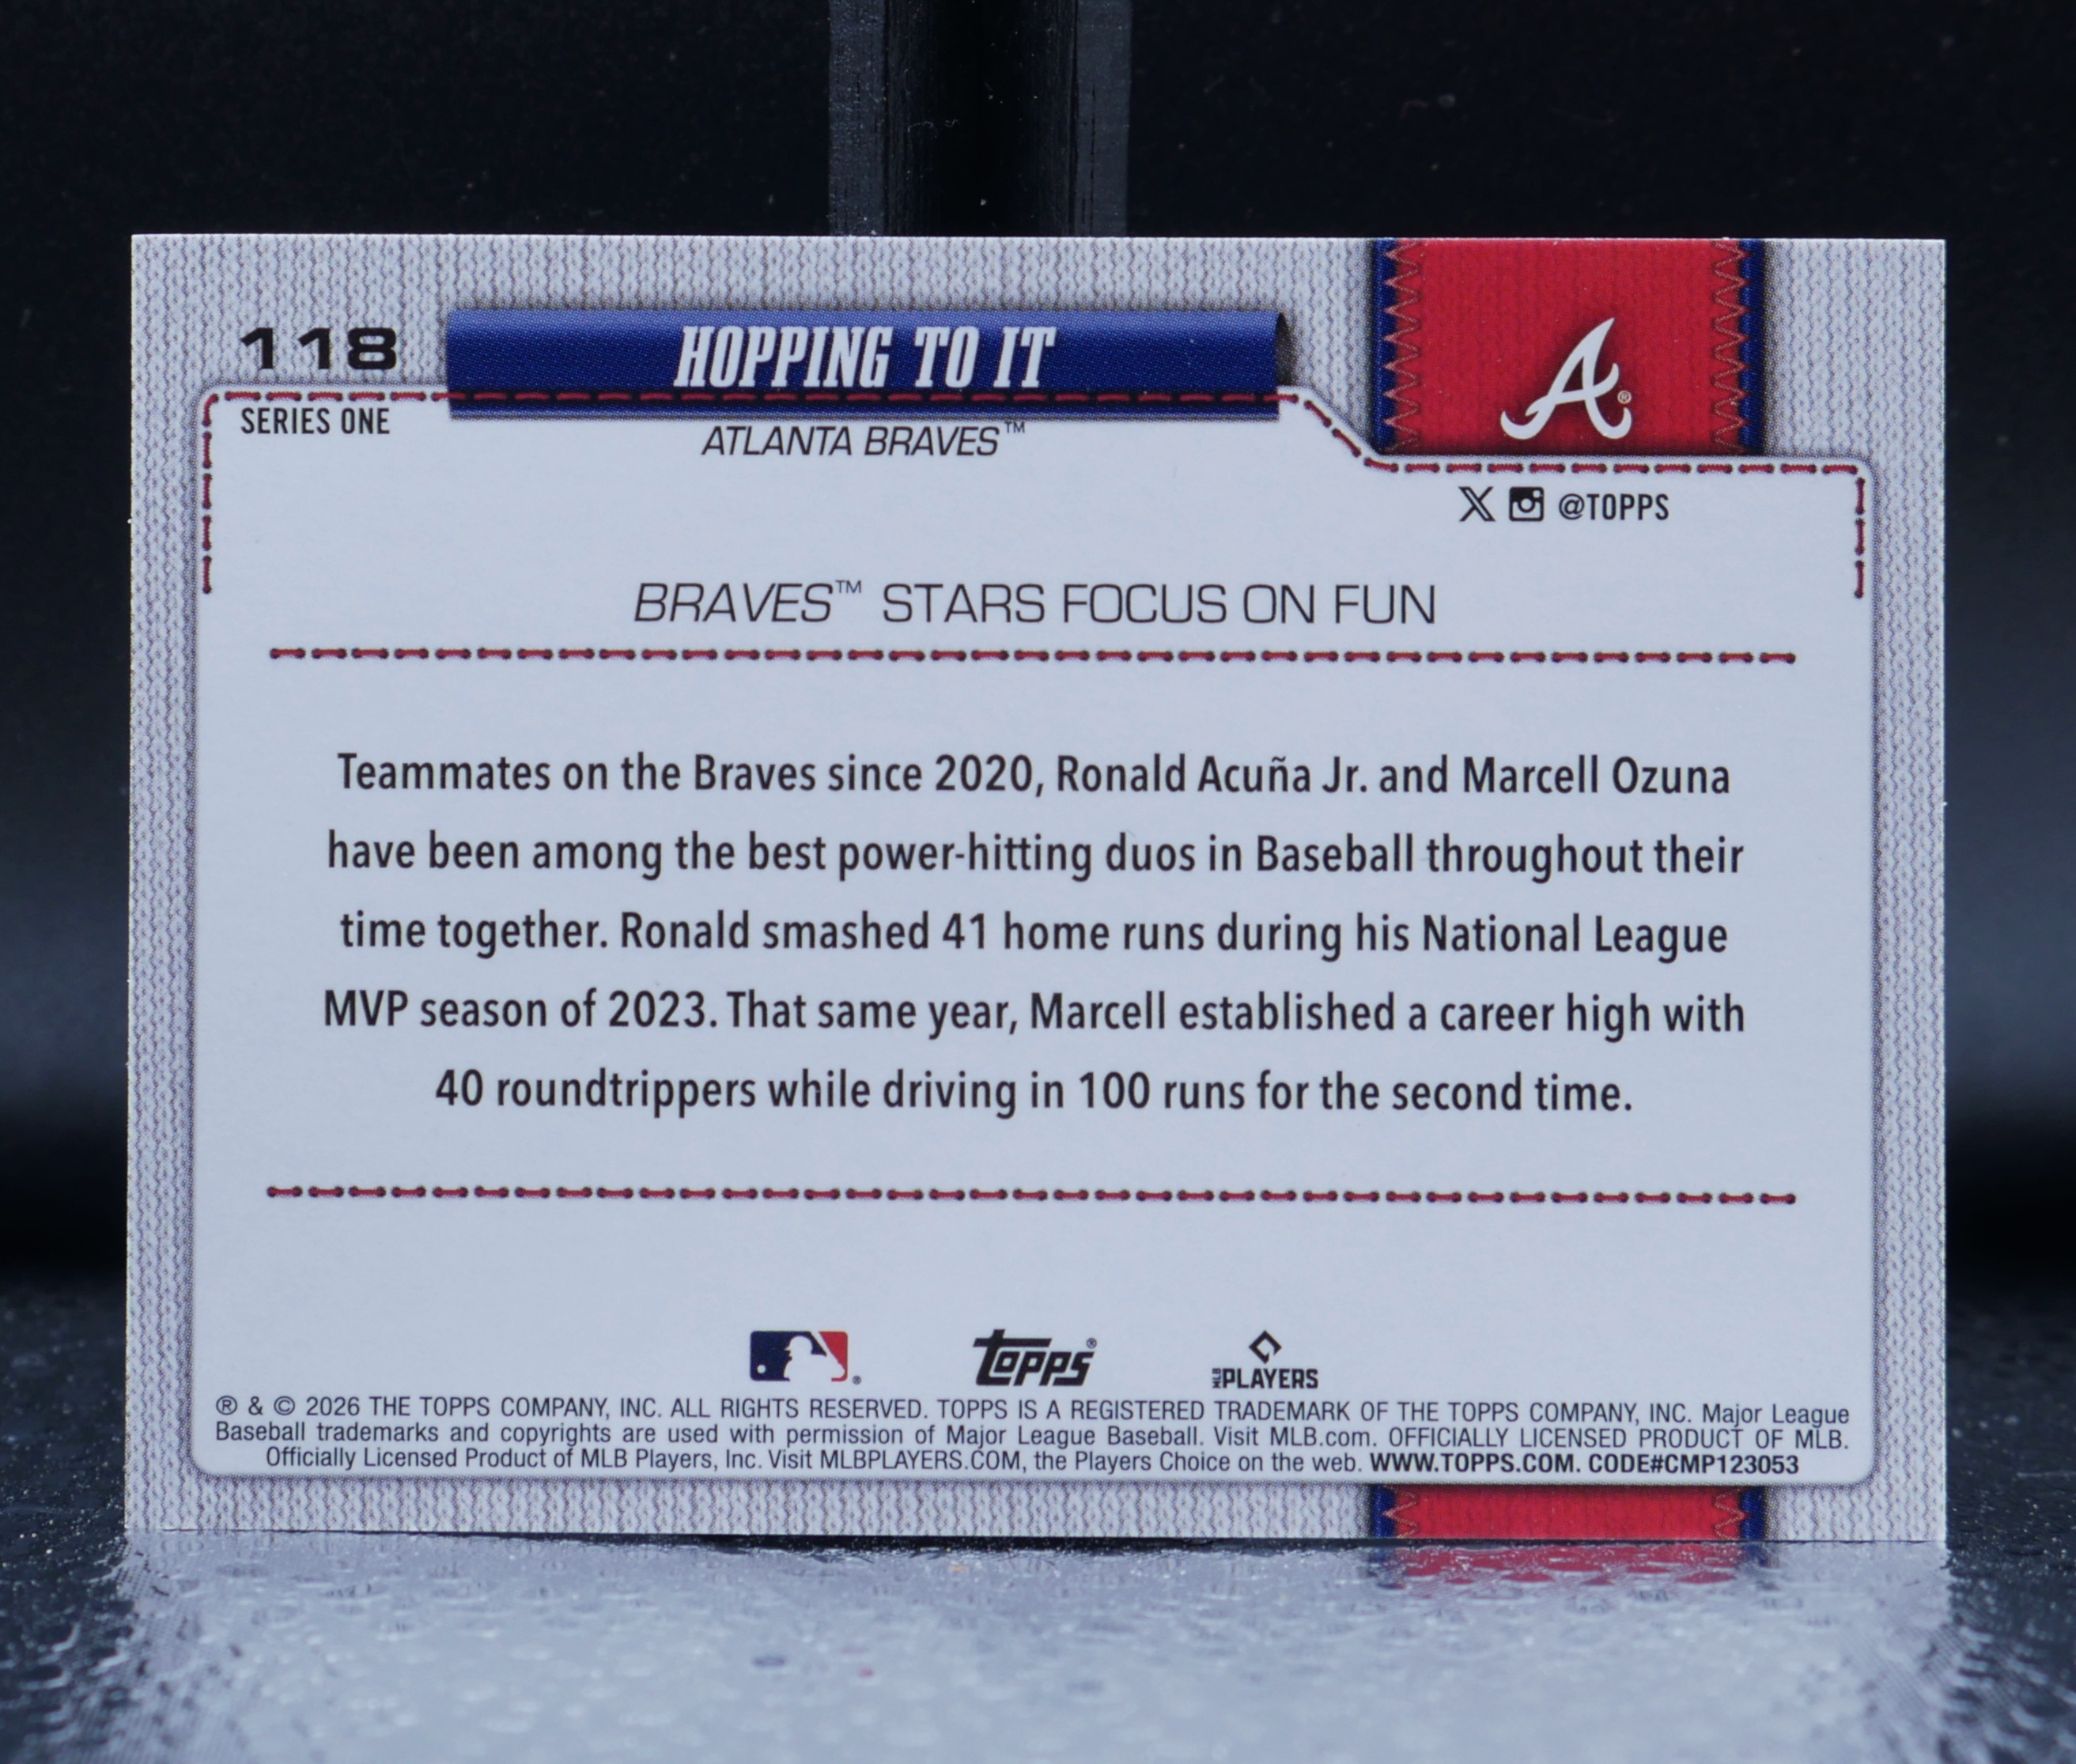 118
HOPPING TO IT
A®
SERIES ONE
ATLANTA BRAVES™
@TOPPS
BRAVES™ STARS FOCUS ON FUN
Teammates on the Braves since 2020, Ronald Acuña Jr. and Marcell Ozuna
have been among the best power-hitting duos in Baseball throughout their
time together. Ronald smashed 41 home runs during his National League
MVP season of 2023. That same year, Marcell established a career high with
40 roundtrippers while driving in 100 runs for the second time.
topps®
MLB PLAYERS
® & © 2026 THE TOPPS COMPANY, INC. ALL RIGHTS RESERVED. TOPPS IS A REGISTERED TRADEMARK OF THE TOPPS COMPANY, INC. Major League
Baseball trademarks and copyrights are used with permission of Major League Baseball. Visit MLB.com. OFFICIALLY LICENSED PRODUCT OF MLB.
Officially Licensed Product of MLB Players, Inc. Visit MLBPLAYERS.COM, the Players Choice on the web. WWW.TOPPS.COM. CODE#CMP123053